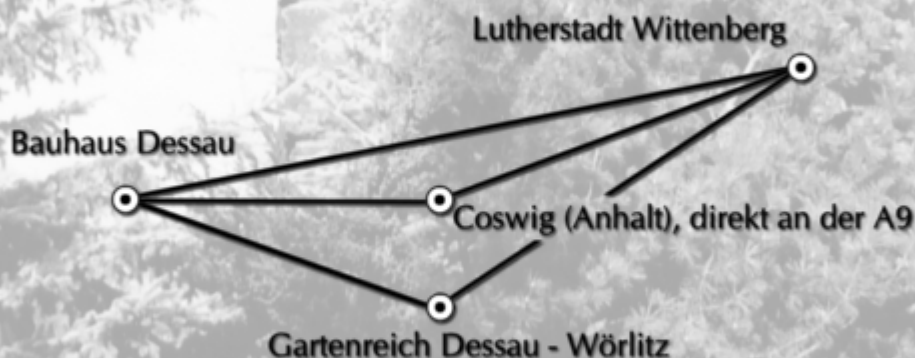 Lutherstadt Wittenberg
Bauhaus Dessau
Coswig (Anhalt), direkt an der A9
Gartenreich Dessau - Wörlitz